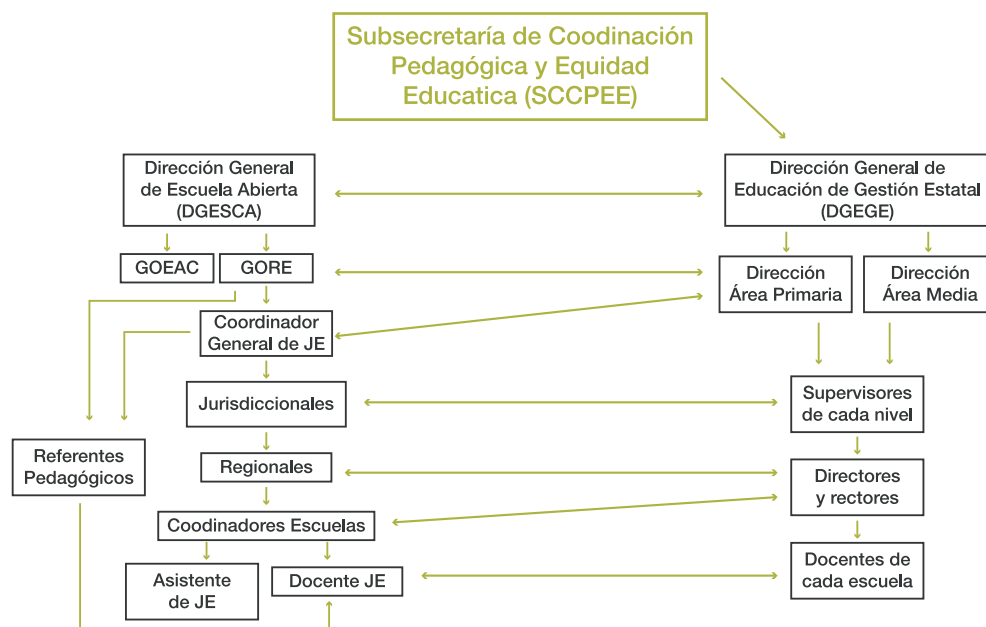 Subsecretaría de Coodinación
Pedagógica y Equidad
Educatica (SCCPEE)
Dirección General
de Escuela Abierta
(DGESCA)
Dirección General de
Educación de Gestión Estatal
(DGEGE)
GOEAC
GORE
Dirección
Área Primaria
Dirección
Área Media
Coordinador
General de JE
Jurisdiccionales
Supervisores
de cada nivel
Referentes
Pedagógicos
Regionales
Directores
y rectores
Coodinadores Escuelas
Asistente
de JE
Docente JE
Docentes de
cada escuela